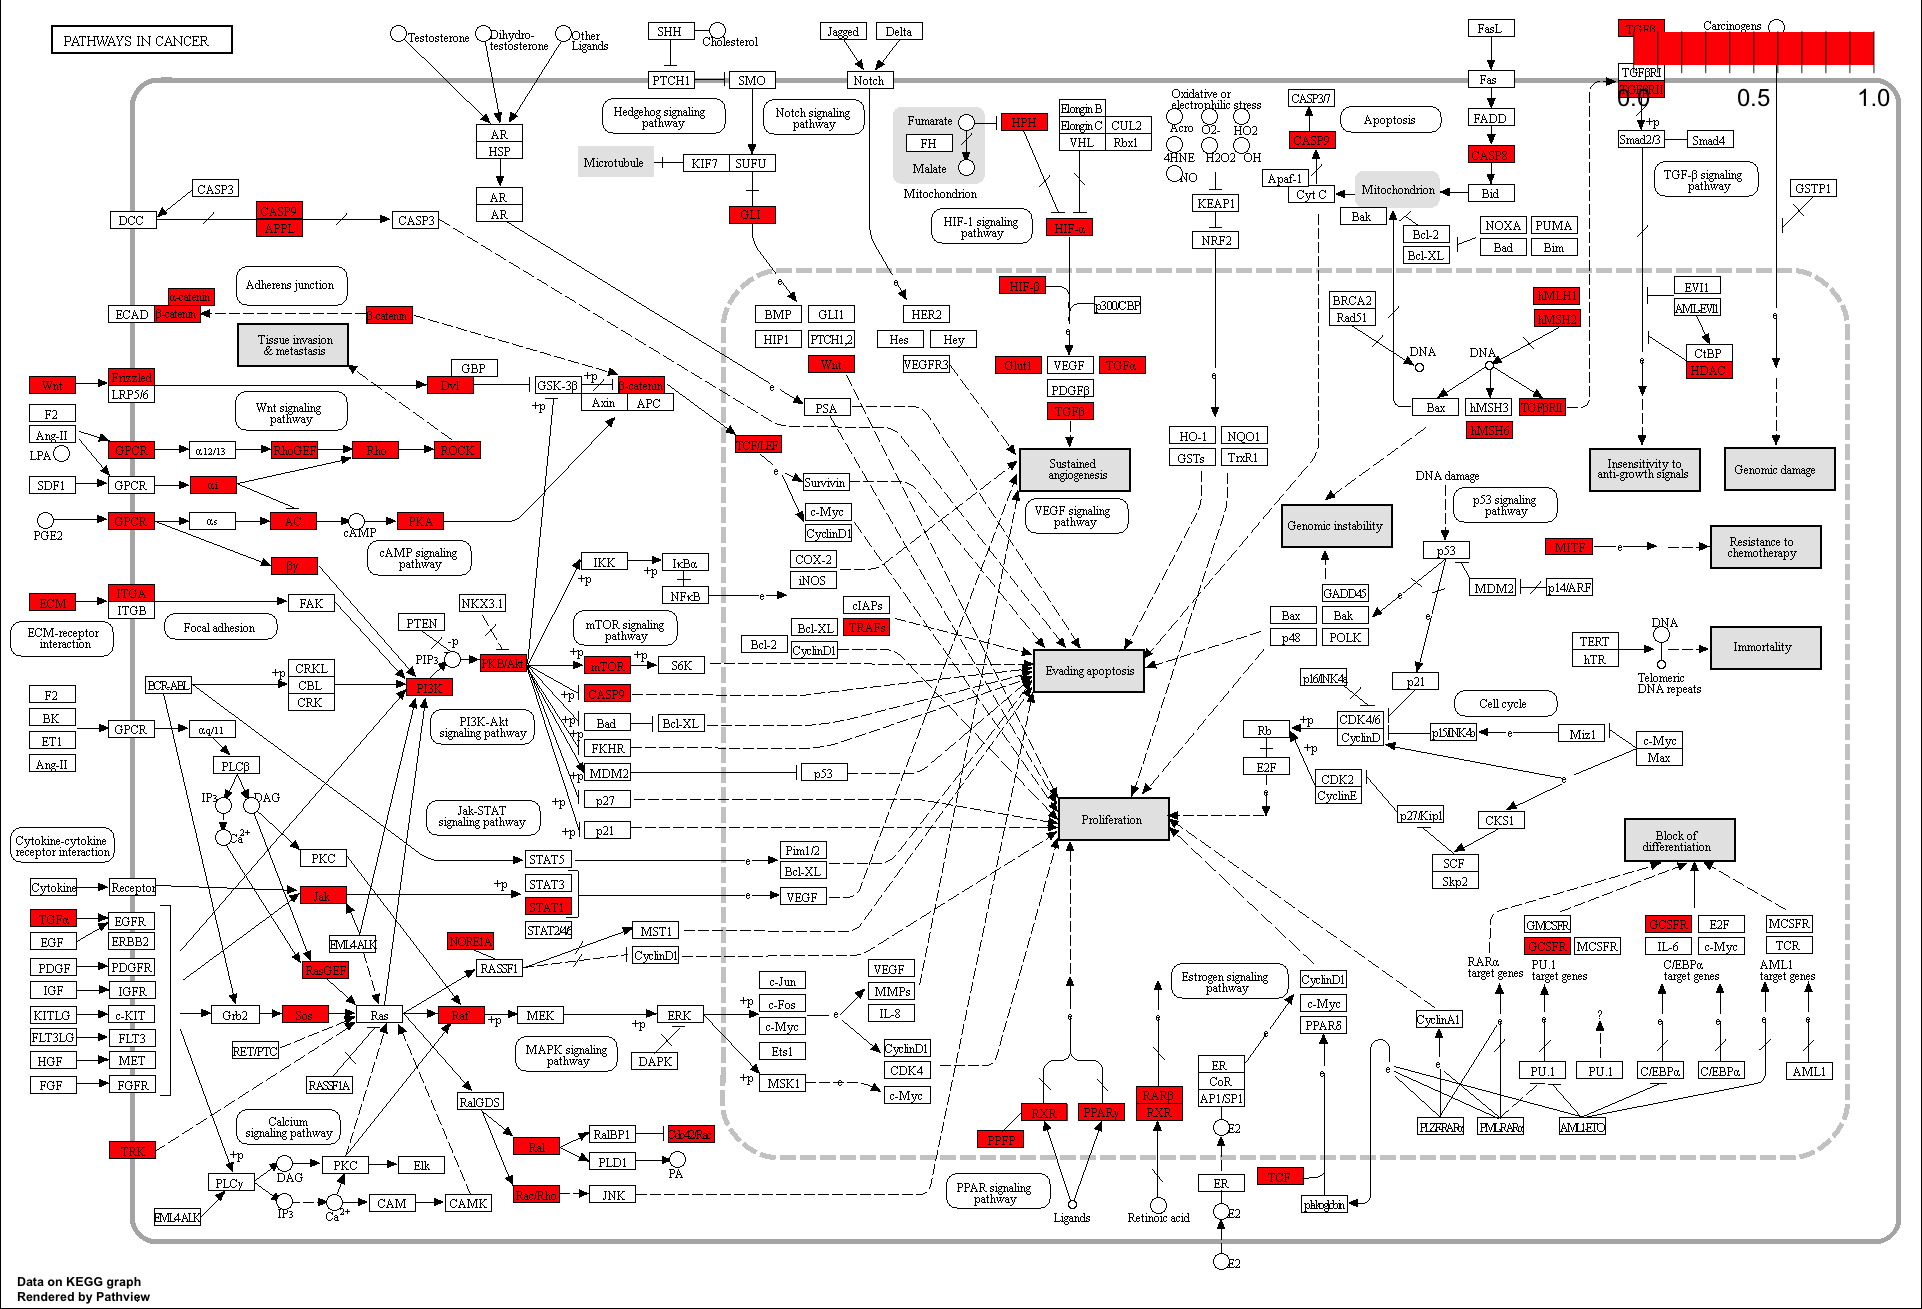 PATHWAYS IN CANCER
Testosterone
Dihydro-
testosterone
Other
Ligands
SHH
Cholesterol
PTCH1
SMO
Jagged
Delta
Notch
FasL
Fas
FADD
CASP8
Bid
TGFβ
TGFβRI
TGFβRII
Carcinogens
0.0
0.5
1.0
Hedgehog signaling
pathway
Notch signaling
pathway
Microtubule
KIF7
SUFU
GLI
AR
HSP
AR
AR
Fumarate
FH
Malate
Mitochondrion
HPH
Elongin B
Elongin C
CUL2
VHL
Rbx1
HIF-1 signaling
pathway
HIF-α
Oxidative or
electrophilic stress
Acro
O2-
HO2
4HNE
H2O2
OH
NO
KEAP1
NRF2
CASP3/7
CASP9
Apaf-1
Cyt C
Apoptosis
Mitochondrion
Bak
Bcl-2
Bcl-XL
NOXA
PUMA
Bad
Bim
+p
Smad2/3
Smad4
TGF-β signaling
pathway
GSTP1
CASP3
DCC
CASP9
APPL
CASP3
Adherens junction
α-catenin
ECAD
β-catenin
β-catenin
Tissue invasion
& metastasis
e
e
BMP
GLI1
HIP1
PTCH1,2
Wnt
HER2
Hes
Hey
VEGFR3
HIF-β
p300/CBP
e
Glut1
VEGF
TGFα
PDGFβ
TGFβ
BRCA2
Rad51
DNA
DNA
hMLH1
hMSH2
Bax
hMSH3
TGFβRII
hMSH6
EVI1
AML-EVI1
CtBP
HDAC
e
e
Wnt
Frizzled
LRP5/6
Dvl
GBP
GSK-3β
+p
+p
β-catenin
Axin
APC
Wnt signaling
pathway
F2
Ang-II
LPA
GPCR
α12/13
RhoGEF
Rho
ROCK
SDF1
GPCR
αi
PGE2
GPCR
αs
AC
cAMP
PKA
cAMP signaling
pathway
βγ
TCF/LEF
e
PSA
e
Survivin
c-Myc
CyclinD1
COX-2
iNOS
Sustained
angiogenesis
VEGF signaling
pathway
HO-1
NQO1
GSTs
TrxR1
e
Genomic instability
DNA damage
p53 signaling
pathway
Insensitivity to
anti-growth signals
Genomic damage
MITF
e
Resistance to
chemotherapy
ECM
ITGA
ITGB
FAK
ECM-receptor
interaction
Focal adhesion
PTEN
PIP3
-p
NKX3.1
PKB/Akt
PI3K
PI3K-Akt
signaling pathway
IKK
+p
+p
IκBα
NFκB
e
mTOR signaling
pathway
+p
mTOR
+p
S6K
CASP9
+p
Bad
Bcl-XL
+p
FKHR
+p
MDM2
p53
+p
p27
+p
p21
+p
cIAPs
Bcl-XL
TRAFs
Bcl-2
CyclinD1
Evading apoptosis
Proliferation
p53
MDM2
p14/ARF
e
e
GADD45
Bax
Bak
p48
POLK
p21
TERT
hTR
DNA
Telomeric
DNA repeats
Immortality
Cell cycle
p16/INK4a
CDK4/6
CyclinD
p15/INK4b
e
Miz1
c-Myc
Max
e
Rb
+p
+p
E2F
e
CDK2
CyclinE
p27/Kip1
CKS1
SCF
Skp2
Block of
differentiation
BCR-ABL
+p
CRKL
CBL
CRK
F2
BK
ET1
Ang-II
GPCR
αq/11
PLCβ
IP3
DAG
Ca2+
PKC
Jak-STAT
signaling pathway
Cytokine-cytokine
receptor interaction
Cytokine
Receptor
Jak
+p
STAT5
STAT3
STAT1
STAT2/4/6
e
e
Pim1/2
Bcl-XL
VEGF
TGFα
EGFR
EGF
ERBB2
PDGF
PDGFR
IGF
IGFR
KITLG
c-KIT
FLT3LG
FLT3
HGF
MET
FGF
FGFR
EML4-ALK
RasGEF
NORE1A
RASSF1
MST1
CyclinD1
Grb2
Sos
Ras
Raf
+p
MEK
+p
ERK
DAPK
RET/PTC
RASSF1A
MAPK signaling
pathway
c-Jun
c-Fos
c-Myc
Ets1
+p
MSK1
+p
e
e
VEGF
MMPs
IL-8
CyclinD1
CDK4
c-Myc
TRK
Calcium
signaling pathway
RalGDS
Ral
RalBP1
Cdc42/Rac
PLD1
PA
Rac/Rho
JNK
+p
PLCγ
DAG
IP3
PKC
Elk
Ca2+
CAM
CAMK
EML4-ALK
e
RXR
PPARγ
PPFP
PPAR signaling
pathway
Ligands
e
RARβ
RXR
Retinoic acid
Estrogen signaling
pathway
CyclinD1
c-Myc
PPARδ
e
ER
CoR
AP1/SP1
E2
ER
E2
E2
TCF
e
CyclinA1
e
e
PLZF-RARα
PML-RARα
AML1-ETO
RARα
target genes
GMCSFR
GCSFR
MCSFR
PU.1
target genes
GCSFR
E2F
IL-6
c-Myc
C/EBPα
target genes
MCSFR
TCR
AML1
target genes
e
e
?
e
e
e
PU.1
PU.1
C/EBPα
C/EBPα
AML1
Data on KEGG graph
Rendered by Pathview